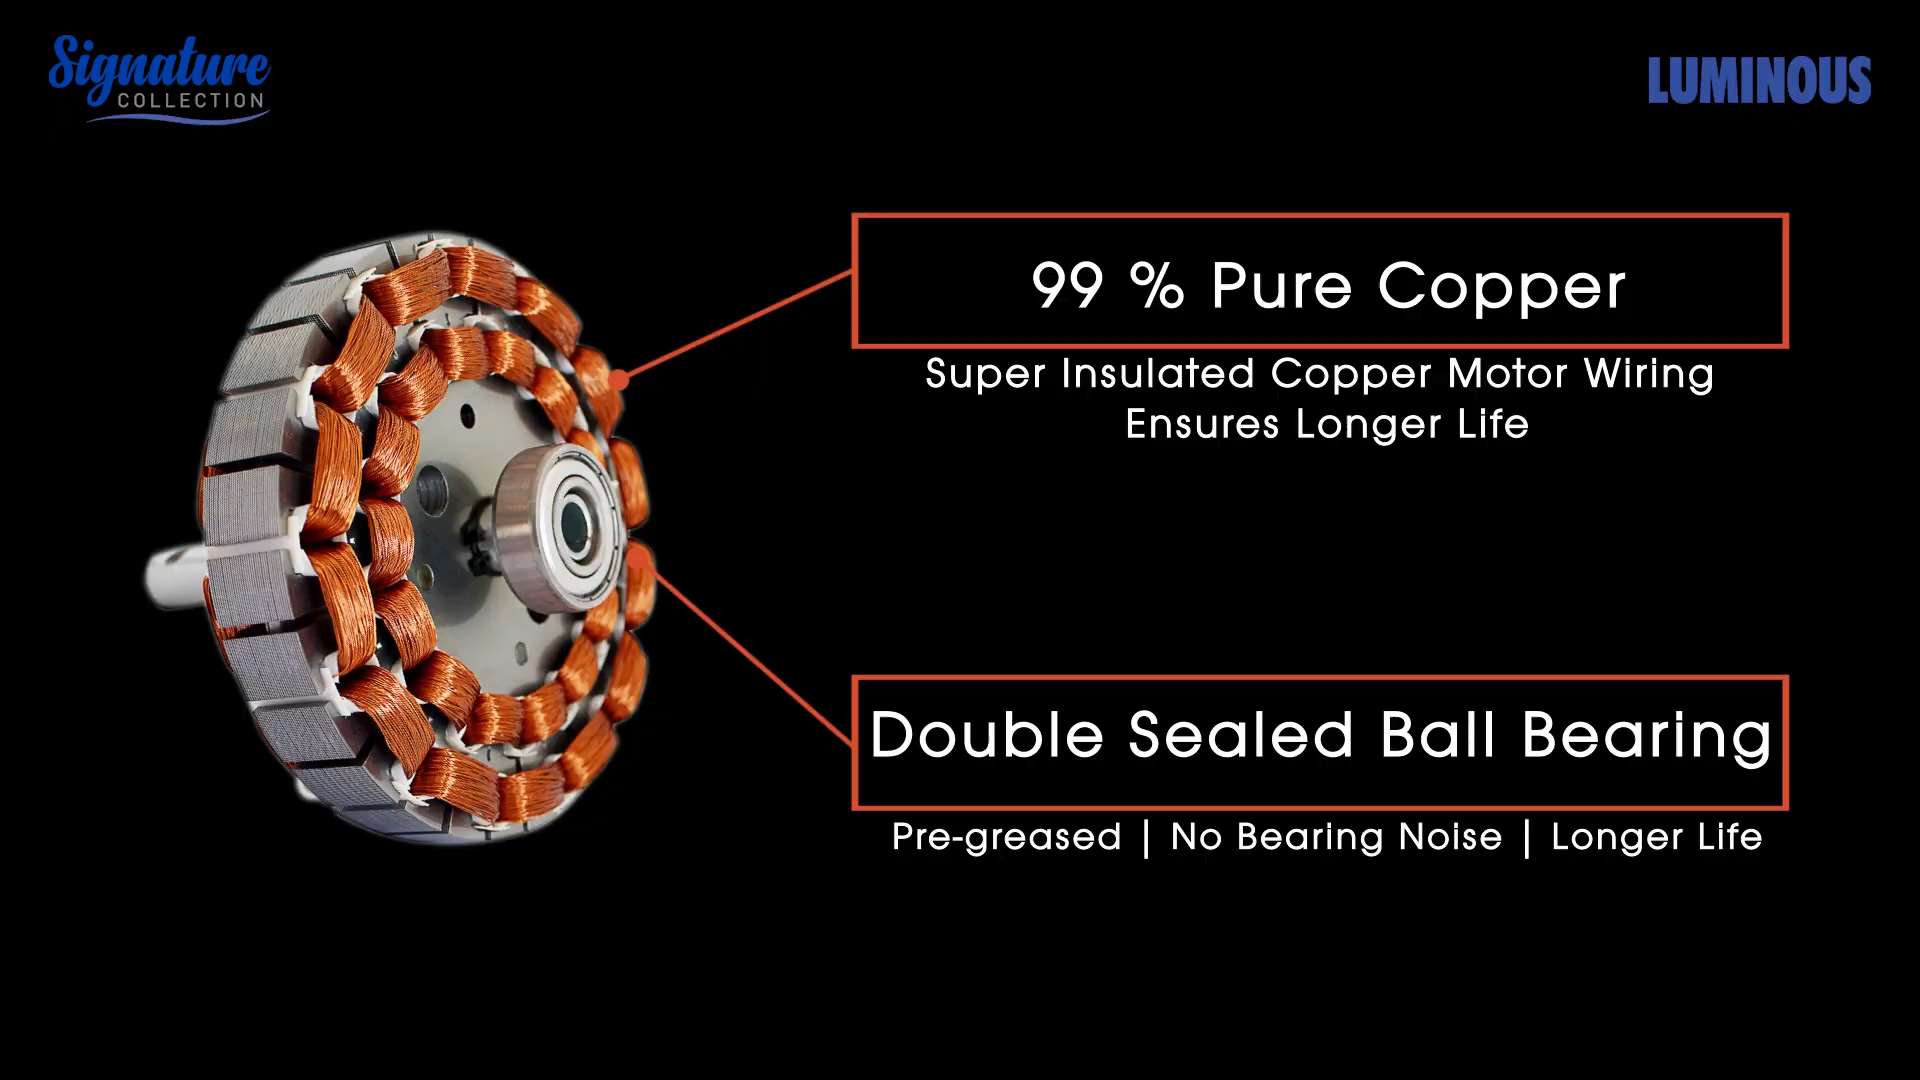 Signature
COLLECTION
LUMINOUS
99 % Pure Copper
Super Insulated Copper Motor Wiring
Ensures Longer Life
Double Sealed Ball Bearing
Pre-greased | No Bearing Noise | Longer Life